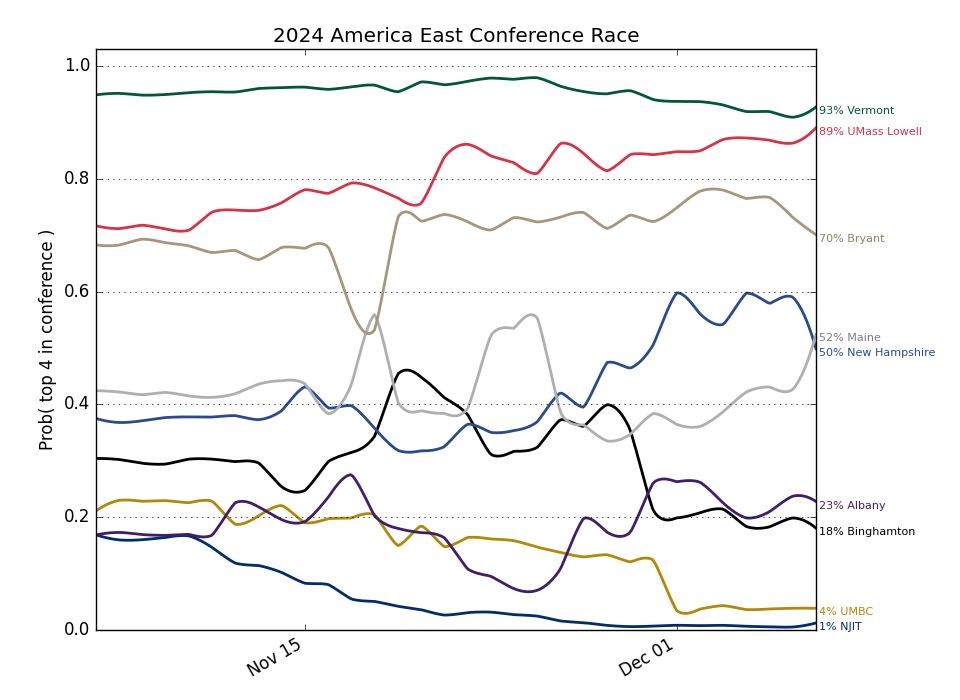 2024 America East Conference Race
Prob( top 4 in conference )
1.0
0.8
0.6
0.4
0.2
0.0
Nov 15
Dec 01
93% Vermont
89% UMass Lowell
70% Bryant
52% Maine
50% New Hampshire
23% Albany
18% Binghamton
4% UMBC
1% NJIT